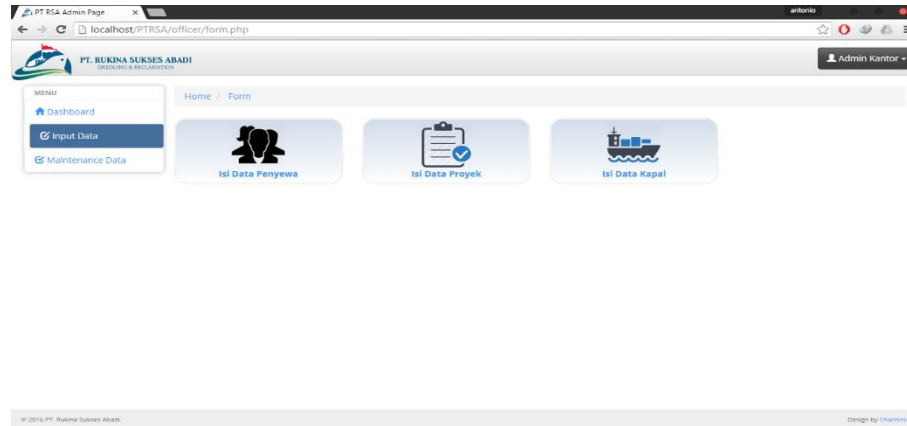 PT RSA Admin Page
antonio
localhost/PTRSA/officer/form.php
PT. RUKINA SUKSES ABADI
DREDGING & RECLAMATION
Admin Kantor
MENU
Home / Form
Dashboard
Input Data
Maintenance Data
Isi Data Penyewa
Isi Data Proyek
Isi Data Kapal
© 2016 PT. Rukina Sukses Abadi.
Design by Charisma